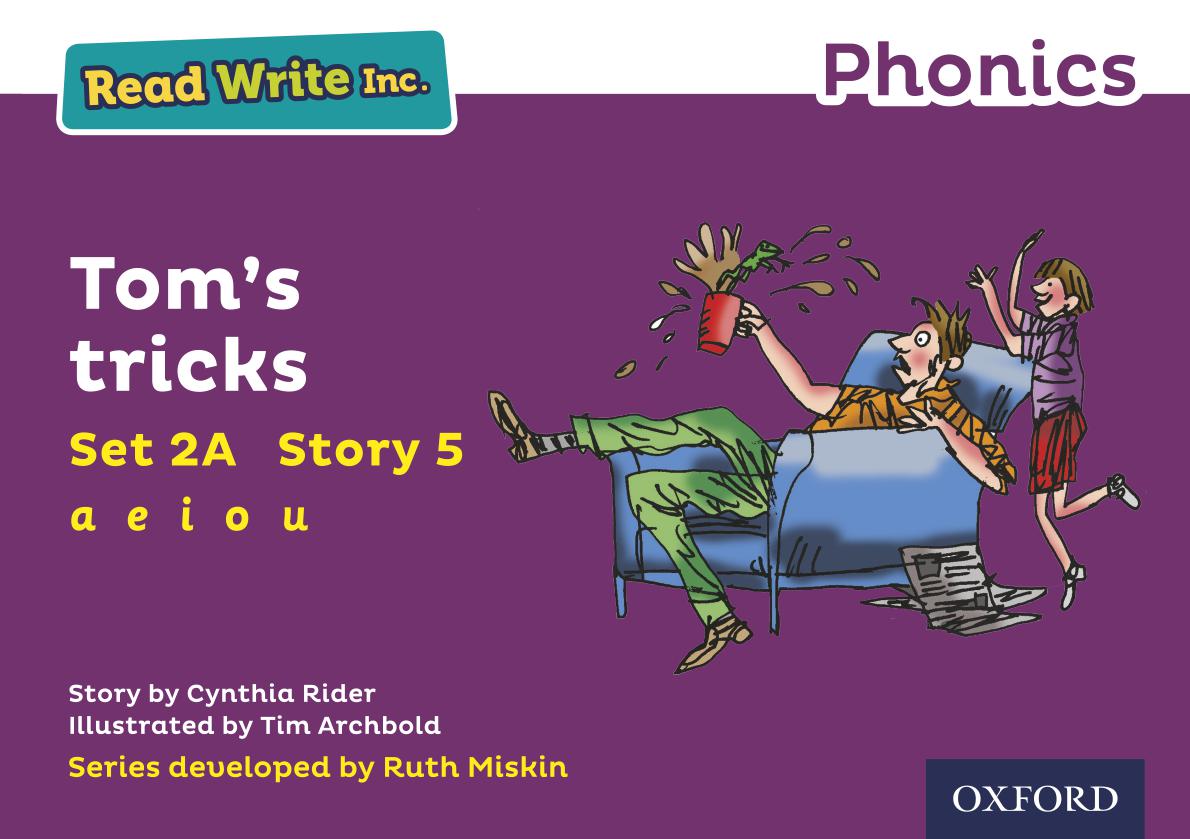 Read Write Inc.
Phonics
Tom's
tricks
Set 2A Story 5
a e i o u
Story by Cynthia Rider
Illustrated by Tim Archbold
Series developed by Ruth Miskin
OXFORD